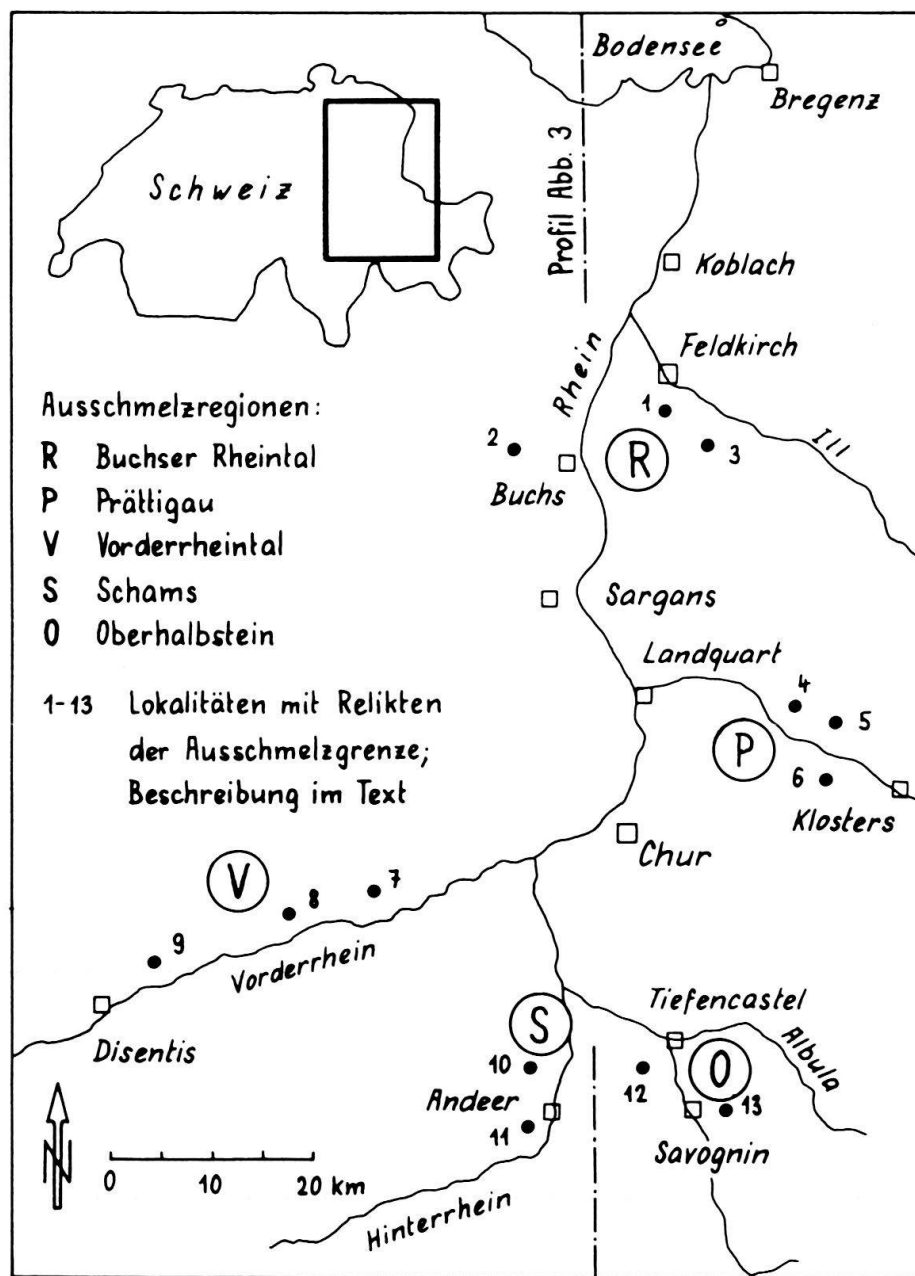 Bodensee
Bregenz
Profil Abb. 3
Schweiz
Koblach
Rhein
Feldkirch
Ausschmelzregionen:
R Buchser Rheintal
P Prättigau
V Vorderrheintal
S Schams
O Oberhalbstein
1-13 Lokalitäten mit Relikten
der Ausschmelzgrenze;
Beschreibung im Text
1
2
3
R
Ill
Buchs
Sargans
Landquart
4
5
P
6
Klosters
Chur
V
7
8
9
Vorderrhein
Disentis
Tiefencastel
S
Albula
10
O
12
13
Andeer
11
Savognin
N
0 10 20 km
Hinterrhein